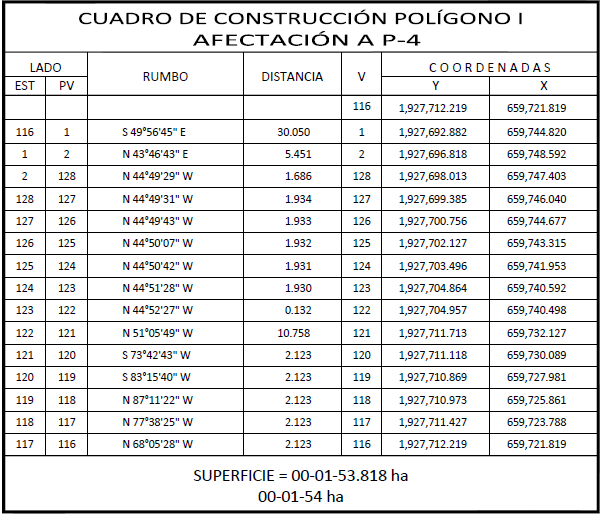 CUADRO DE CONSTRUCCIÓN POLÍGONO I
AFECTACIÓN A P-4
LADO RUMBO DISTANCIA V COORDENADAS
EST PV Y X
116 1,927,712.219 659,721.819
116 1 S 49°56'45" E 30.050 1 1,927,692.882 659,744.820
1 2 N 43°46'43" E 5.451 2 1,927,696.818 659,748.592
2 128 N 44°49'29" W 1.686 128 1,927,698.013 659,747.403
128 127 N 44°49'31" W 1.934 127 1,927,699.385 659,746.040
127 126 N 44°49'43" W 1.933 126 1,927,700.756 659,744.677
126 125 N 44°50'07" W 1.932 125 1,927,702.127 659,743.315
125 124 N 44°50'42" W 1.931 124 1,927,703.496 659,741.953
124 123 N 44°51'28" W 1.930 123 1,927,704.864 659,740.592
123 122 N 44°52'27" W 0.132 122 1,927,704.957 659,740.498
122 121 N 51°05'49" W 10.758 121 1,927,711.713 659,732.127
121 120 S 73°42'43" W 2.123 120 1,927,711.118 659,730.089
120 119 S 83°15'40" W 2.123 119 1,927,710.869 659,727.981
119 118 N 87°11'22" W 2.123 118 1,927,710.973 659,725.861
118 117 N 77°38'25" W 2.123 117 1,927,711.427 659,723.788
117 116 N 68°05'28" W 2.123 116 1,927,712.219 659,721.819
SUPERFICIE = 00-01-53.818 ha
00-01-54 ha